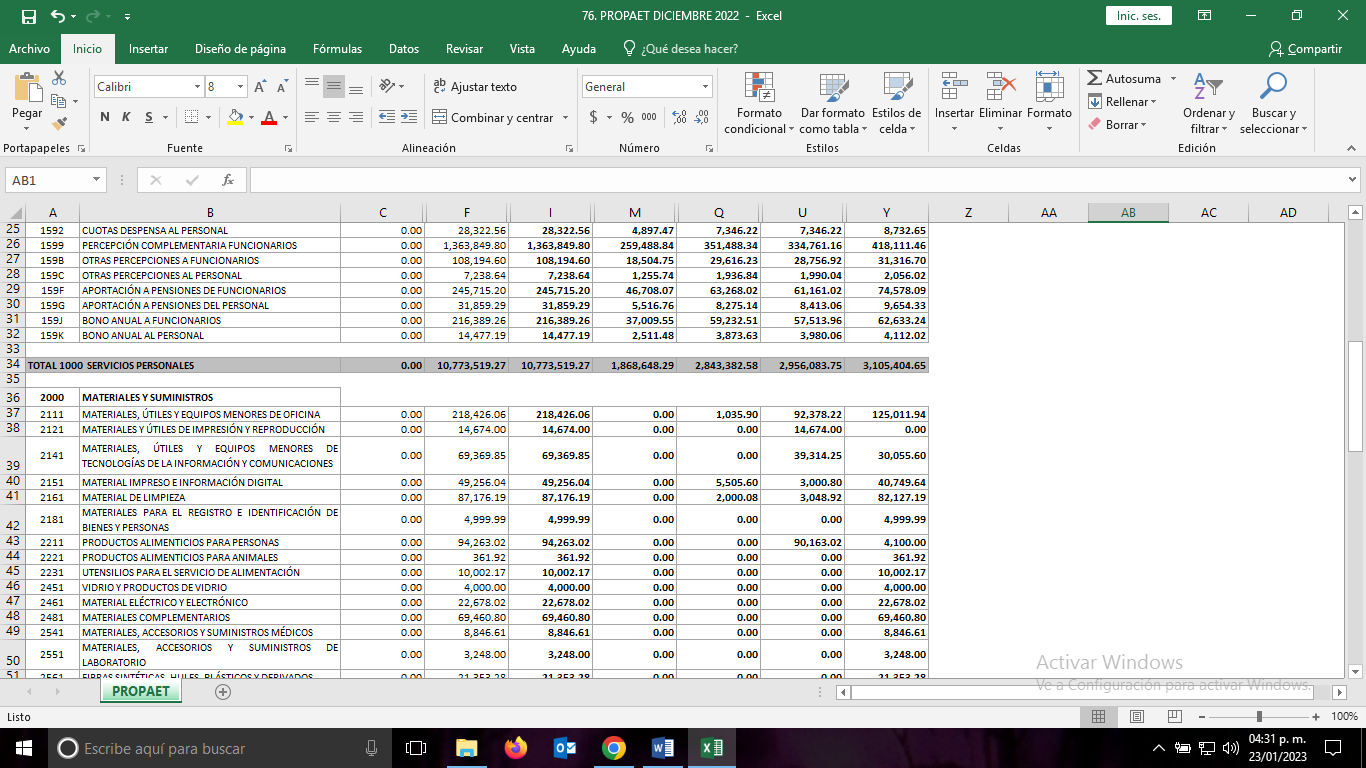 76. PROPAET DICIEMBRE 2022 - Excel
Inic. ses.
Archivo Inicio Insertar Diseño de página Fórmulas Datos Revisar Vista Ayuda ¿Qué desea hacer? Compartir
Pegar
Calibri 8
N K S
Ajustar texto
Combinar y centrar
General
$ % 000
Formato condicional
Dar formato como tabla
Estilos de celda
Insertar Eliminar Formato
Autosuma
Rellenar
Borrar
Ordenar y filtrar
Buscar y seleccionar
Portapapeles Fuente Alineación Número Estilos Celdas Edición
AB1 fx
A B C F I M Q U Y Z AA AB AC AD
25 1592 CUOTAS DESPENSA AL PERSONAL 0.00 28,322.56 28,322.56 4,897.47 7,346.22 7,346.22 8,732.65
26 1599 PERCEPCIÓN COMPLEMENTARIA FUNCIONARIOS 0.00 1,363,849.80 1,363,849.80 259,488.84 351,488.34 334,761.16 418,111.46
27 159B OTRAS PERCEPCIONES A FUNCIONARIOS 0.00 108,194.60 108,194.60 18,504.75 29,616.23 28,756.92 31,316.70
28 159C OTRAS PERCEPCIONES AL PERSONAL 0.00 7,238.64 7,238.64 1,255.74 1,936.84 1,990.04 2,056.02
29 159F APORTACIÓN A PENSIONES DE FUNCIONARIOS 0.00 245,715.20 245,715.20 46,708.07 63,268.02 61,161.02 74,578.09
30 159G APORTACIÓN A PENSIONES DEL PERSONAL 0.00 31,859.29 31,859.29 5,516.76 8,275.14 8,413.06 9,654.33
31 159J BONO ANUAL A FUNCIONARIOS 0.00 216,389.26 216,389.26 37,009.55 59,232.51 57,513.96 62,633.24
32 159K BONO ANUAL AL PERSONAL 0.00 14,477.19 14,477.19 2,511.48 3,873.63 3,980.06 4,112.02
33
34 TOTAL 1000 SERVICIOS PERSONALES 0.00 10,773,519.27 10,773,519.27 1,868,648.29 2,843,382.58 2,956,083.75 3,105,404.65
35
36 2000 MATERIALES Y SUMINISTROS
37 2111 MATERIALES, ÚTILES Y EQUIPOS MENORES DE OFICINA 0.00 218,426.06 218,426.06 0.00 1,035.90 92,378.22 125,011.94
38 2121 MATERIALES Y ÚTILES DE IMPRESIÓN Y REPRODUCCIÓN 0.00 14,674.00 14,674.00 0.00 0.00 14,674.00 0.00
39 2141 MATERIALES, ÚTILES Y EQUIPOS MENORES DE
TECNOLOGÍAS DE LA INFORMACIÓN Y COMUNICACIONES 0.00 69,369.85 69,369.85 0.00 0.00 39,314.25 30,055.60
40 2151 MATERIAL IMPRESO E INFORMACIÓN DIGITAL 0.00 49,256.04 49,256.04 0.00 5,505.60 3,000.80 40,749.64
41 2161 MATERIAL DE LIMPIEZA 0.00 87,176.19 87,176.19 0.00 2,000.08 3,048.92 82,127.19
42 2181 MATERIALES PARA EL REGISTRO E IDENTIFICACIÓN DE
BIENES Y PERSONAS 0.00 4,999.99 4,999.99 0.00 0.00 0.00 4,999.99
43 2211 PRODUCTOS ALIMENTICIOS PARA PERSONAS 0.00 94,263.02 94,263.02 0.00 0.00 90,163.02 4,100.00
44 2221 PRODUCTOS ALIMENTICIOS PARA ANIMALES 0.00 361.92 361.92 0.00 0.00 0.00 361.92
45 2231 UTENSILIOS PARA EL SERVICIO DE ALIMENTACIÓN 0.00 10,002.17 10,002.17 0.00 0.00 0.00 10,002.17
46 2451 VIDRIO Y PRODUCTOS DE VIDRIO 0.00 4,000.00 4,000.00 0.00 0.00 0.00 4,000.00
47 2461 MATERIAL ELÉCTRICO Y ELECTRÓNICO 0.00 22,678.02 22,678.02 0.00 0.00 0.00 22,678.02
48 2481 MATERIALES COMPLEMENTARIOS 0.00 69,460.80 69,460.80 0.00 0.00 0.00 69,460.80
49 2541 MATERIALES, ACCESORIOS Y SUMINISTROS MÉDICOS 0.00 8,846.61 8,846.61 0.00 0.00 0.00 8,846.61
50 2551 MATERIALES, ACCESORIOS Y SUMINISTROS DE
LABORATORIO 0.00 3,248.00 3,248.00 0.00 0.00 0.00 3,248.00
51 2561 FIBRAS SINTÉTICAS, HULES, PLÁSTICOS Y DERIVADOS 0.00 21,353.28 21,353.28 0.00 0.00 0.00 21,353.28
Activar Windows
Ve a Configuración para activar Windows.
PROPAET
Listo 100%
Escribe aquí para buscar
04:31 p. m.
23/01/2023